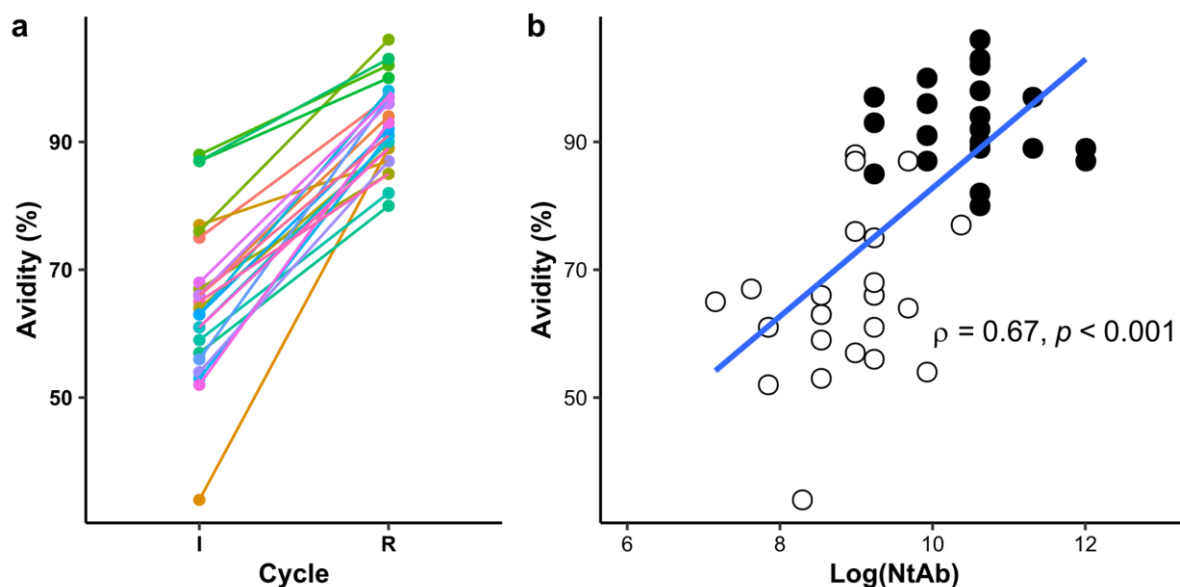 a
Avidity (%)
90
70
50
I
R
Cycle
b
Avidity (%)
90
70
50
ρ = 0.67, p < 0.001
6
8
10
12
Log(NtAb)